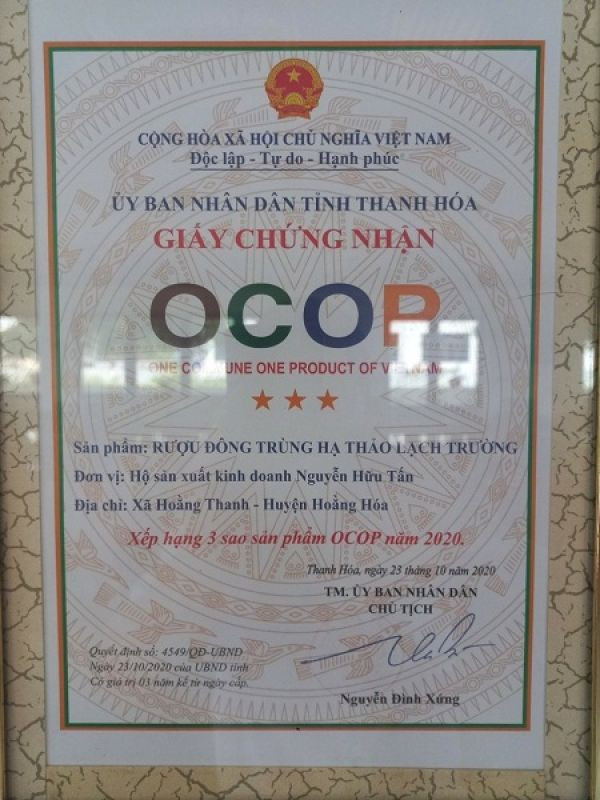 CỘNG HÒA XÃ HỘI CHỦ NGHĨA VIỆT NAM
Độc lập - Tự do - Hạnh phúc
ỦY BAN NHÂN DÂN TỈNH THANH HÓA
GIẤY CHỨNG NHẬN
OCOP
ONE COMMUNE ONE PRODUCT OF VIETNAM
Sản phẩm: RƯỢU ĐÔNG TRÙNG HẠ THẢO LẠCH TRƯỜNG
Đơn vị: Hộ sản xuất kinh doanh Nguyễn Hữu Tấn
Địa chỉ: Xã Hoằng Thanh - Huyện Hoằng Hóa
Xếp hạng 3 sao sản phẩm OCOP năm 2020.
Thanh Hóa, ngày 23 tháng 10 năm 2020
TM. ỦY BAN NHÂN DÂN
CHỦ TỊCH
Quyết định số: 4549/QĐ-UBND
Ngày 23/10/2020 của UBND tỉnh
Có giá trị 03 năm kể từ ngày cấp.
Nguyễn Đình Xứng